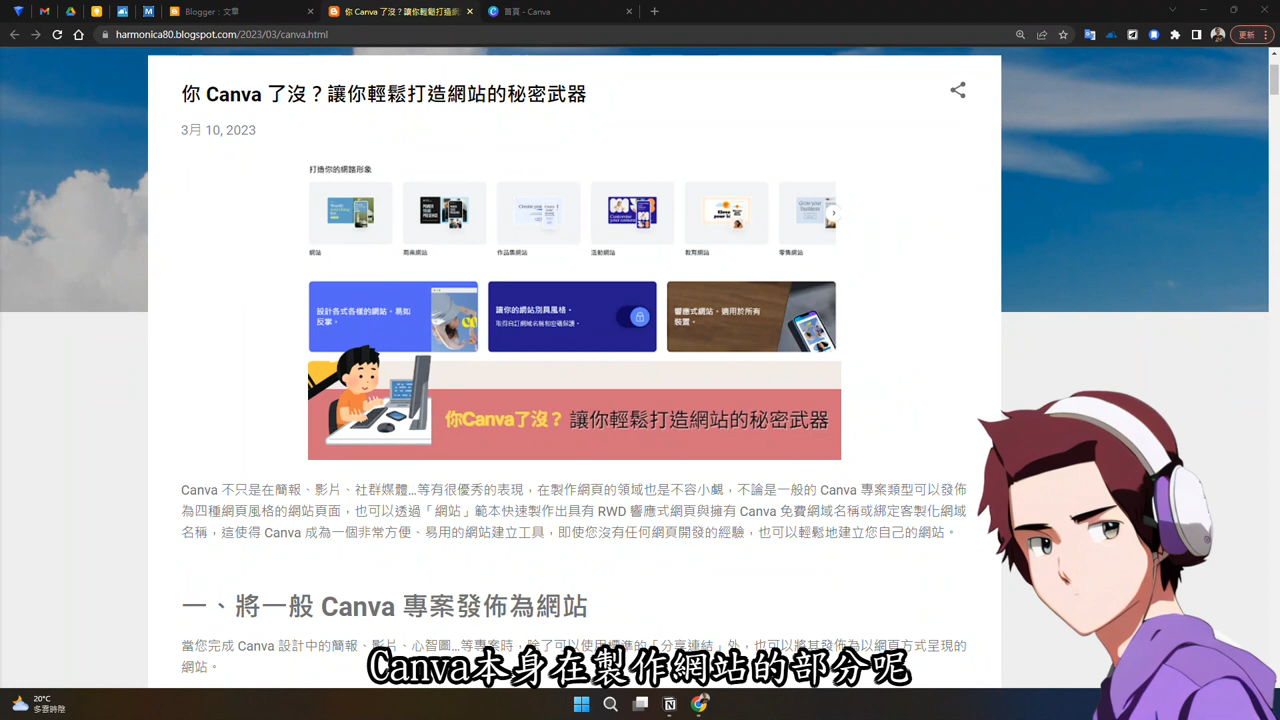 Blogger：文章
你 Canva 了沒？讓你輕鬆打造網
首頁 - Canva
harmonica80.blogspot.com/2023/03/canva.html
更新
你 Canva 了沒？讓你輕鬆打造網站的秘密武器
3月 10, 2023
打造你的網路形象
網站
商業網站
作品集網站
活動網站
教育網站
零售網站
設計各式各樣的網站，易如反掌。
讓你的網站別具風格。
取得自訂網域名稱和密碼保護。
響應式網站，適用於所有裝置。
你Canva了沒？ 讓你輕鬆打造網站的秘密武器
Canva 不只是在簡報、影片、社群媒體...等有很優秀的表現，在製作網頁的領域也是不容小覷，不論是一般的 Canva 專案類型可以發佈
為四種網頁風格的網站頁面，也可以透過「網站」範本快速製作出具有 RWD 響應式網頁與擁有 Canva 免費網域名稱或綁定客製化網域
名稱，這使得 Canva 成為一個非常方便、易用的網站建立工具，即使您沒有任何網頁開發的經驗，也可以輕鬆地建立您自己的網站。
一、將一般 Canva 專案發佈為網站
當您完成 Canva 設計中的簡報、影片、心智圖...等專案時，除了可以使用標準的「分享連結」外，也可以將其發佈為以網頁方式呈現的
網站。
Canva本身在製作網站的部分呢
20°C
多雲時陰